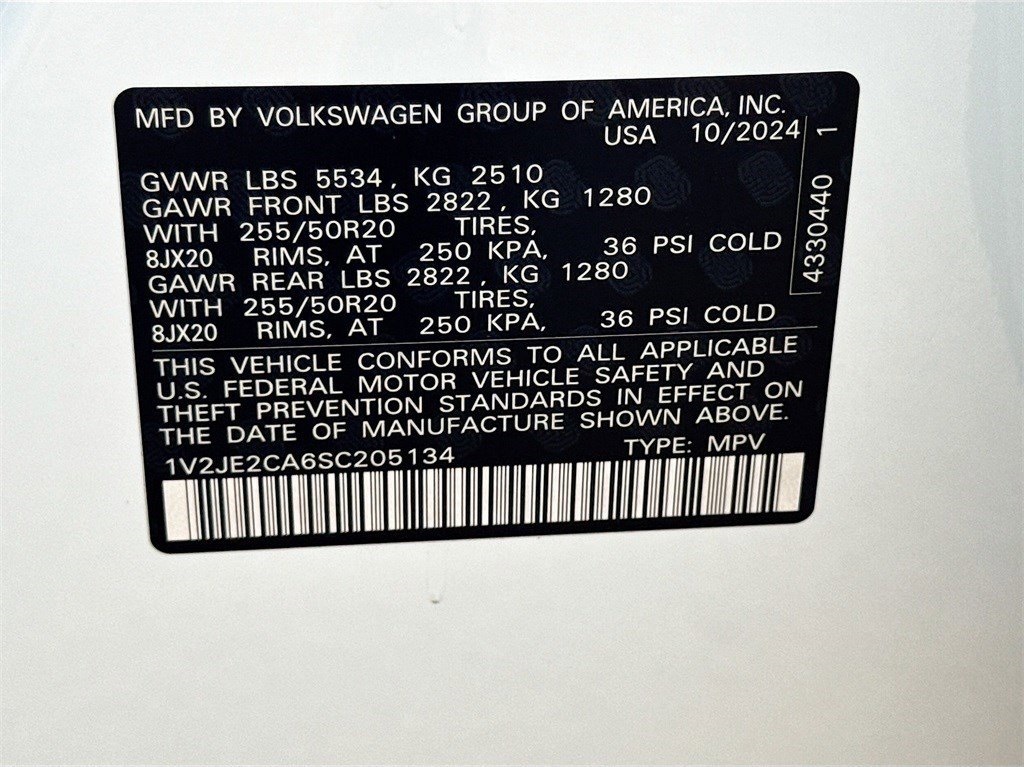 MFD BY VOLKSWAGEN GROUP OF AMERICA, INC.
USA 10/2024
GVWR LBS 5534, KG 2510
GAWR FRONT LBS 2822, KG 1280
WITH 255/50R20 TIRES,
8JX20 RIMS, AT 250 KPA, 36 PSI COLD
GAWR REAR LBS 2822, KG 1280
WITH 255/50R20 TIRES,
8JX20 RIMS, AT 250 KPA, 36 PSI COLD
4330440 1
THIS VEHICLE CONFORMS TO ALL APPLICABLE
U.S. FEDERAL MOTOR VEHICLE SAFETY AND
THEFT PREVENTION STANDARDS IN EFFECT ON
THE DATE OF MANUFACTURE SHOWN ABOVE.
1V2JE2CA6SC205134 TYPE: MPV